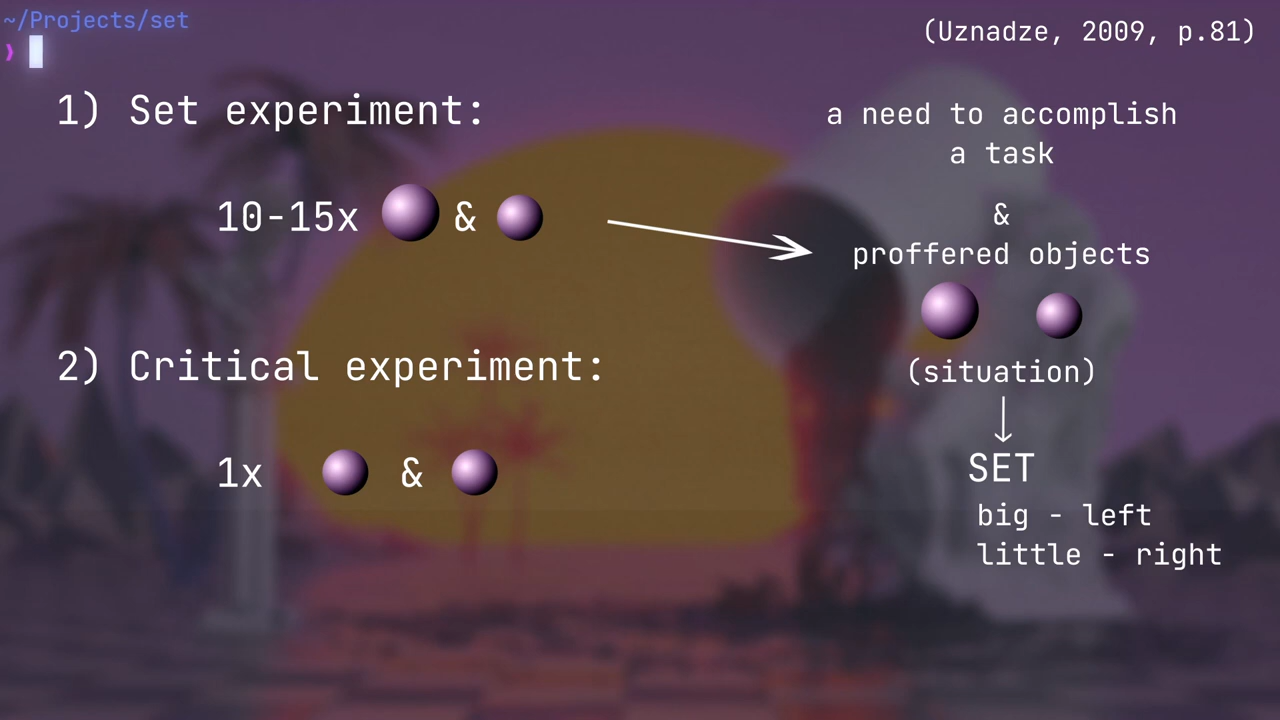 ~/Projects/set
❯
(Uznadze, 2009, p.81)
1) Set experiment:
10-15x & 
2) Critical experiment:
1x &
a need to accomplish
a task
&
proffered objects
(situation)
SET
big - left
little - right